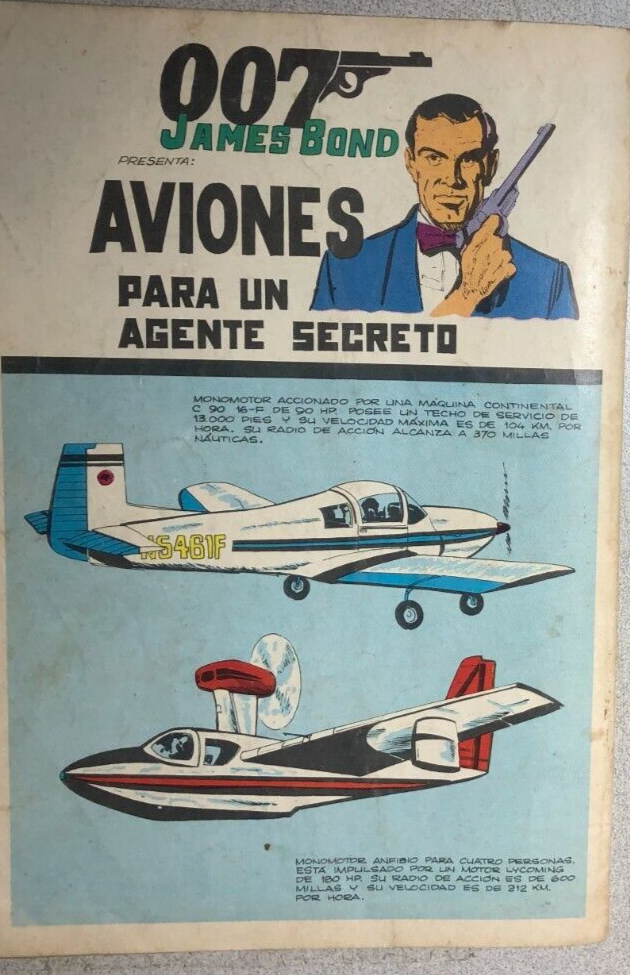 007
JAMES BOND
PRESENTA:
AVIONES
PARA UN
AGENTE SECRETO
MONOMOTOR ACCIONADO POR UNA MÁQUINA CONTINENTAL
C 90 16-F DE 90 HP. POSEE UN TECHO DE SERVICIO DE
13.000 PIES Y SU VELOCIDAD MÁXIMA ES DE 104 KM. POR
HORA. SU RADIO DE ACCIÓN ALCANZA A 370 MILLAS
NÁUTICAS.
N5461F
MONOMOTOR ANFIBIO PARA CUATRO PERSONAS.
ESTÁ IMPULSADO POR UN MOTOR LYCOMING
DE 180 HP. SU RADIO DE ACCIÓN ES DE 600
MILLAS Y SU VELOCIDAD ES DE 212 KM.
POR HORA.